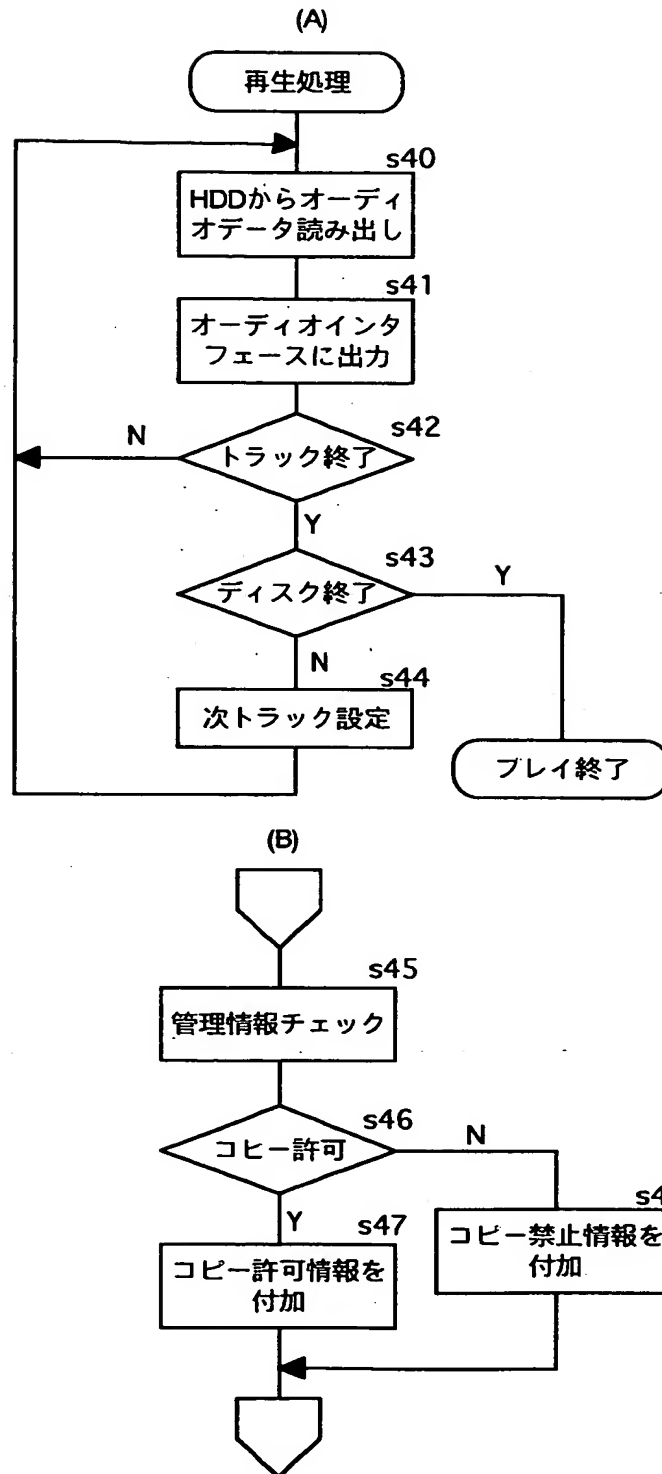 (A)
再生処理
s40
HDDからオーディ
オデータ読み出し
s41
オーディオインタ
フェースに出力
s42
トラック終了
N
Y
s43
ディスク終了
Y
N
s44
次トラック設定
プレイ終了
(B)
s45
管理情報チェック
s46
コピー許可
N
Y
s47
コピー許可情報を
付加
s4
コピー禁止情報を
付加